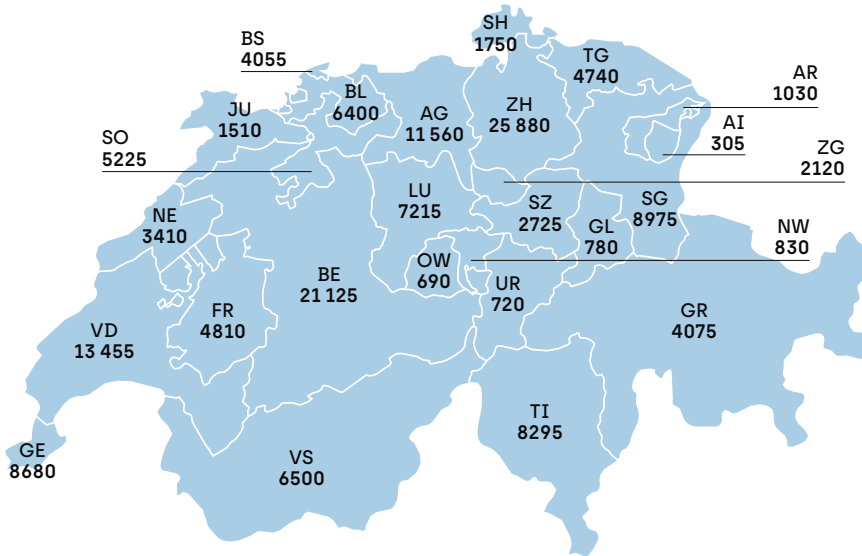 SH
1750
BS
4055
TG
4740
AR
1030
BL
6400
JU
1510
AG
11 560
ZH
25 880
AI
305
SO
5225
ZG
2120
LU
7215
SZ
2725
SG
8975
NE
3410
GL
780
NW
830
OW
690
BE
21 125
UR
720
FR
4810
GR
4075
VD
13 455
TI
8295
GE
8680
VS
6500